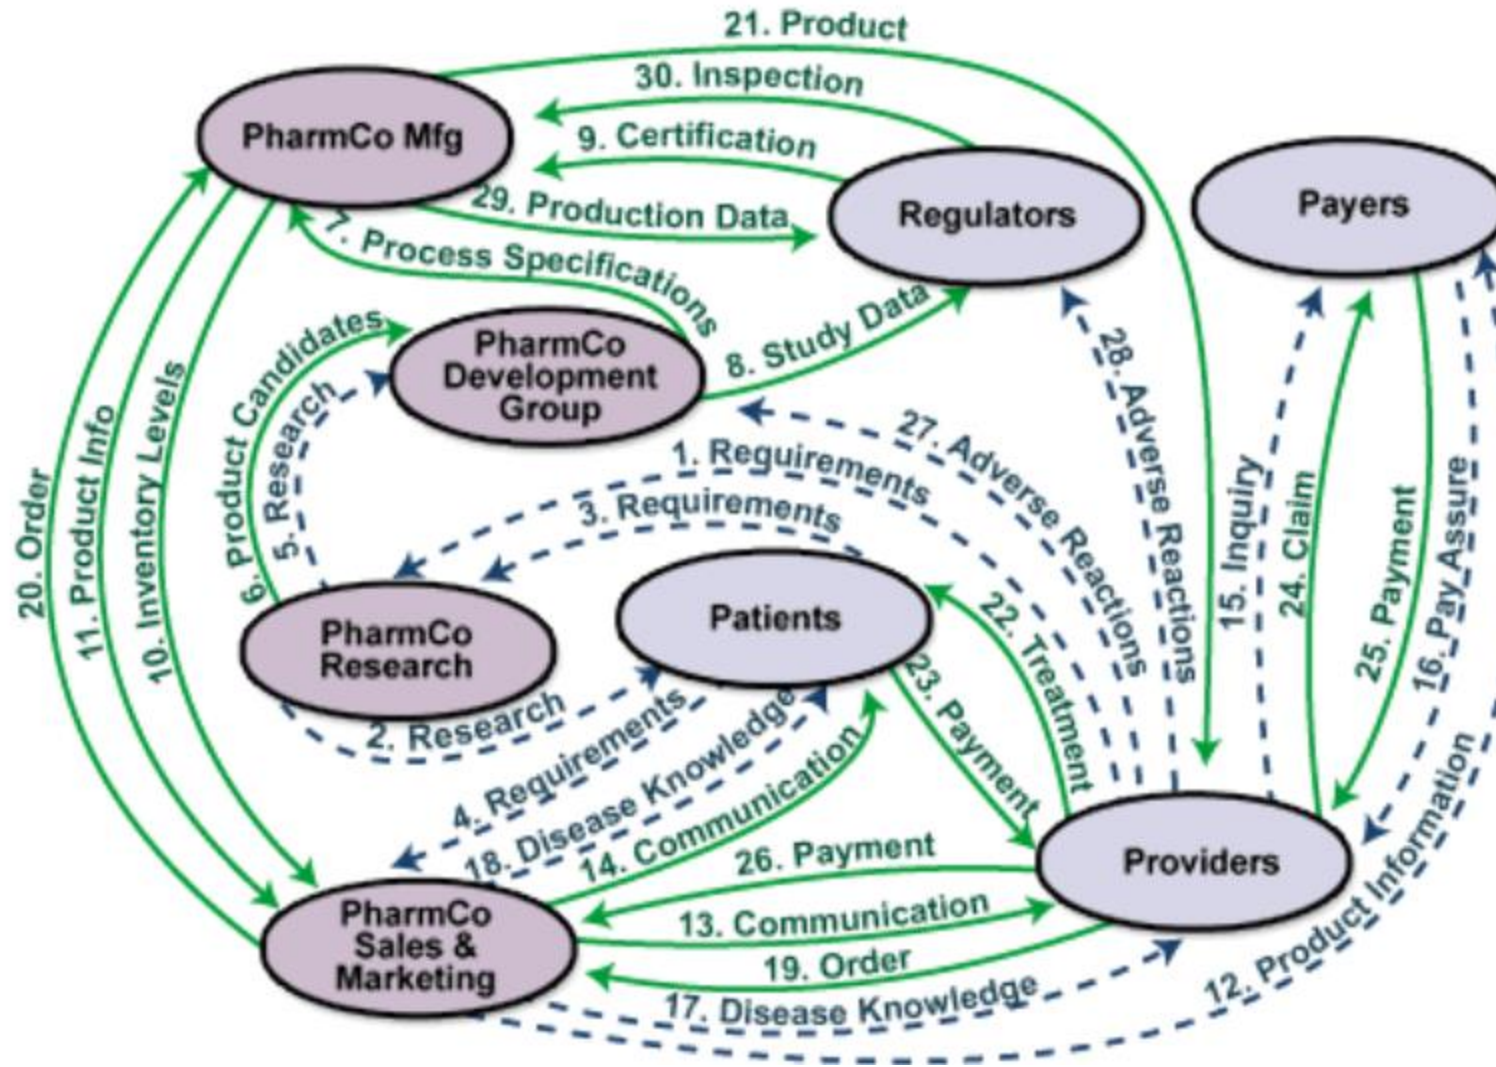 21. Product
30. Inspection
PharmCo Mfg
9. Certification
29. Production Data
Regulators
Payers
7. Process Specifications
6. Product Candidates
5. Research
PharmCo
Development
Group
8. Study Data
28. Adverse Reactions
27. Adverse Reactions
1. Requirements
3. Requirements
20. Order
11. Product Info
10. Inventory Levels
15. Inquiry
24. Claim
25. Payment
16. Pay Assure
PharmCo
Research
Patients
22. Treatment
23. Payment
2. Research
4. Requirements
18. Disease Knowledge
14. Communication
26. Payment
Providers
13. Communication
PharmCo
Sales &
Marketing
19. Order
17. Disease Knowledge
12. Product Information